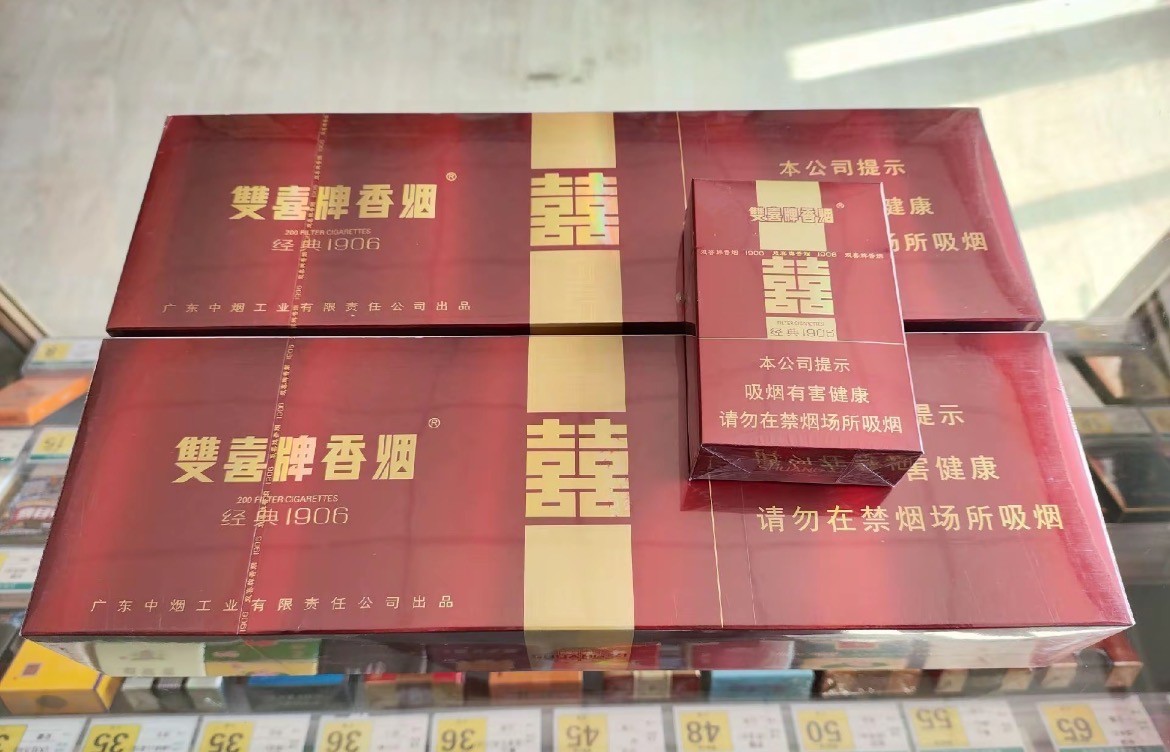 雙喜牌香烟®
200 FILTER CIGARETTES
经典1906
广东中烟工业有限责任公司出品
囍
本公司提示
健康
场所吸烟
雙喜牌香烟®
囍
本公司提示
吸烟有害健康
请勿在禁烟场所吸烟
雙喜牌香烟®
200 FILTER CIGARETTES
经典1906
广东中烟工业有限责任公司出品
囍
提示
害健康
请勿在禁烟场所吸烟
35
35
36
36
45
48
50
55
65